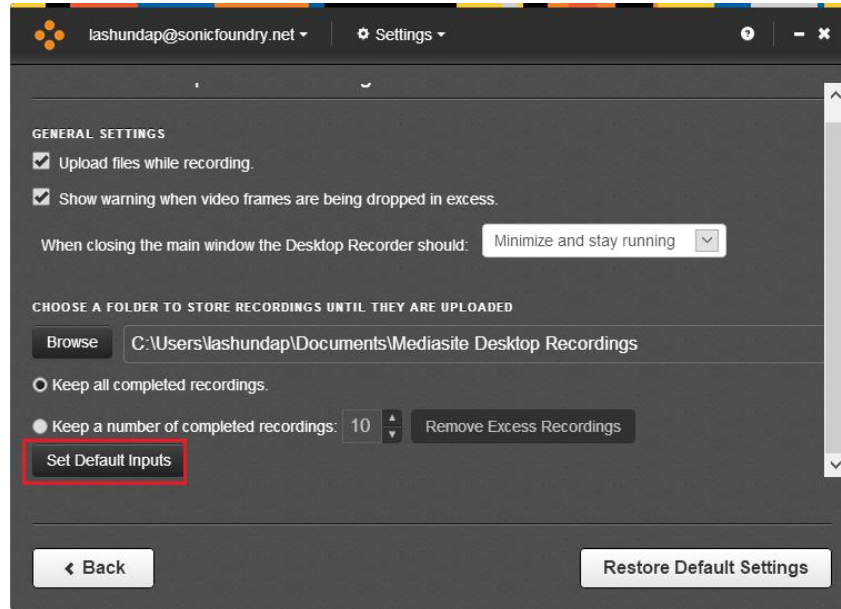 lashundap@sonicfoundry.net Settings
GENERAL SETTINGS
Upload files while recording.
Show warning when video frames are being dropped in excess.
When closing the main window the Desktop Recorder should: Minimize and stay running
CHOOSE A FOLDER TO STORE RECORDINGS UNTIL THEY ARE UPLOADED
Browse C:\Users\lashundap\Documents\Mediasite Desktop Recordings
Keep all completed recordings.
Keep a number of completed recordings: 10 Remove Excess Recordings
Set Default Inputs
Back Restore Default Settings